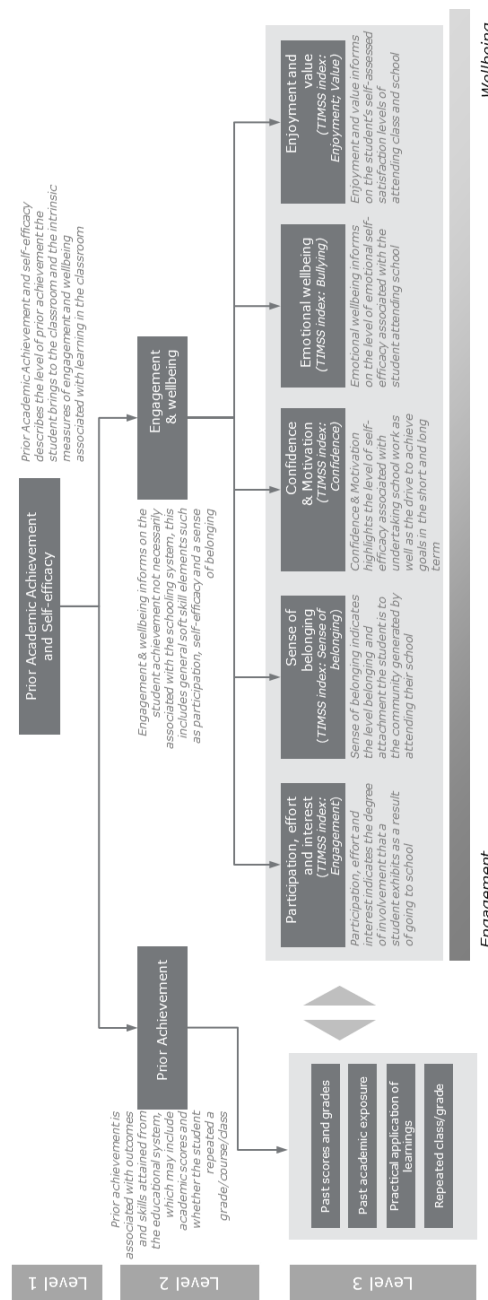 Level 1
Prior Academic Achievement
and Self-efficacy
Prior Academic Achievement and self-efficacy
describes the level of prior achievement the
student brings to the classroom and the intrinsic
measures of engagement and wellbeing
associated with learning in the classroom
Level 2
Prior achievement is
associated with outcomes
and skills attained from
the educational system,
which may include
academic scores and
whether the student
repeated a
grade/course/class
Prior Achievement
Engagement & wellbeing informs on the
student achievement not necessarily
associated with the schooling system, this
includes general soft skill elements such
as participation, self-efficacy and a sense
of belonging
Engagement
& wellbeing
Level 3
Past scores and grades
Past academic exposure
Practical application of
learnings
Repeated class/grade
Participation, effort
and interest
(TIMSS index:
Engagement)
Participation, effort and
interest indicates the degree
of involvement that a
student exhibits as a result
of going to school
Sense of
belonging
(TIMSS index: Sense of
belonging)
Sense of belonging indicates
the level belonging and
attachment the student is to
the community generated by
attending their school
Confidence
& Motivation
(TIMSS index:
Confidence)
Confidence & Motivation
highlights the level of self-
efficacy associated with
undertaking school work as
well as the drive to achieve
goals in the short and long
term
Emotional wellbeing
(TIMSS index: Bullying)
Emotional wellbeing informs
on the level of emotional self-
efficacy associated with the
student attending school
Enjoyment and
value
(TIMSS index:
Enjoyment; Value)
Enjoyment and value informs
on the student's self-assessed
satisfaction levels of
attending class and school
Engagement
Wellbeing